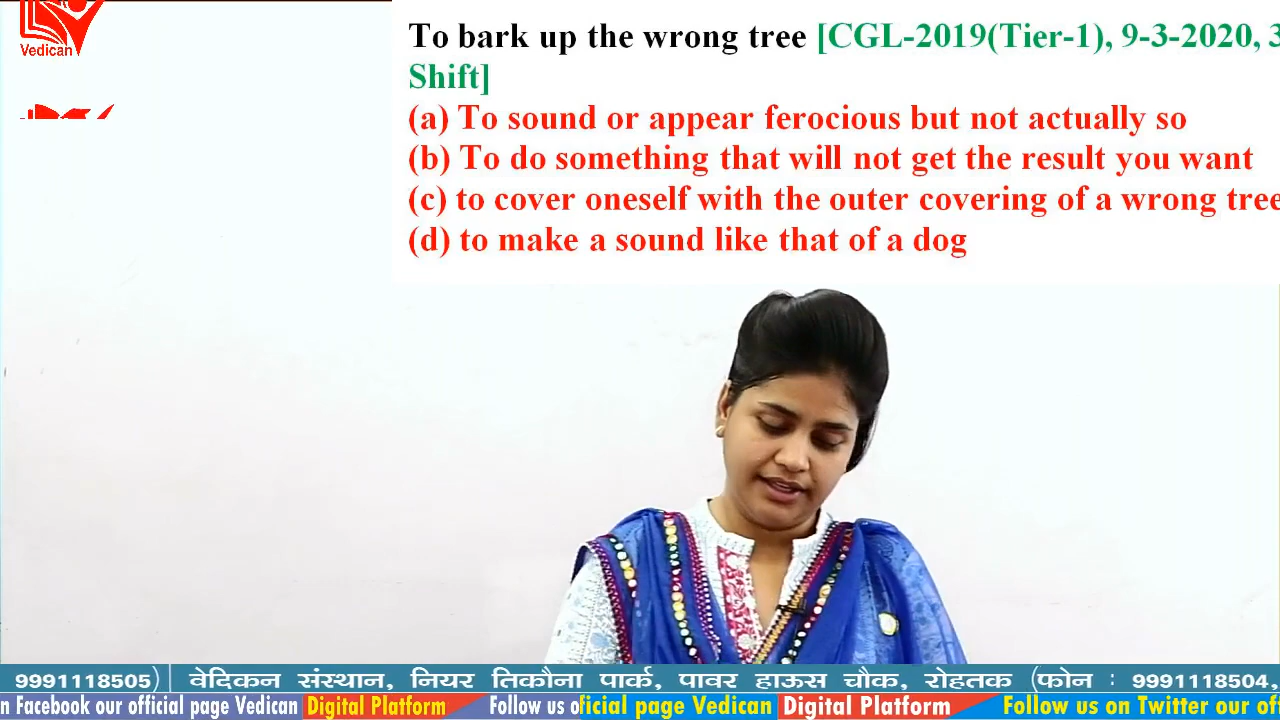 Vedican
To bark up the wrong tree [CGL-2019(Tier-1), 9-3-2020, 3
Shift]
(a) To sound or appear ferocious but not actually so
(b) To do something that will not get the result you want
(c) to cover oneself with the outer covering of a wrong tree
(d) to make a sound like that of a dog
9991118505) | वेदिकन संस्थान, नियर तिकौना पार्क, पावर हाऊस चौक, रोहतक (फोन : 9991118504,
n Facebook our official page Vedican Digital Platform Follow us official page Vedican Digital Platform Follow us on Twitter our of